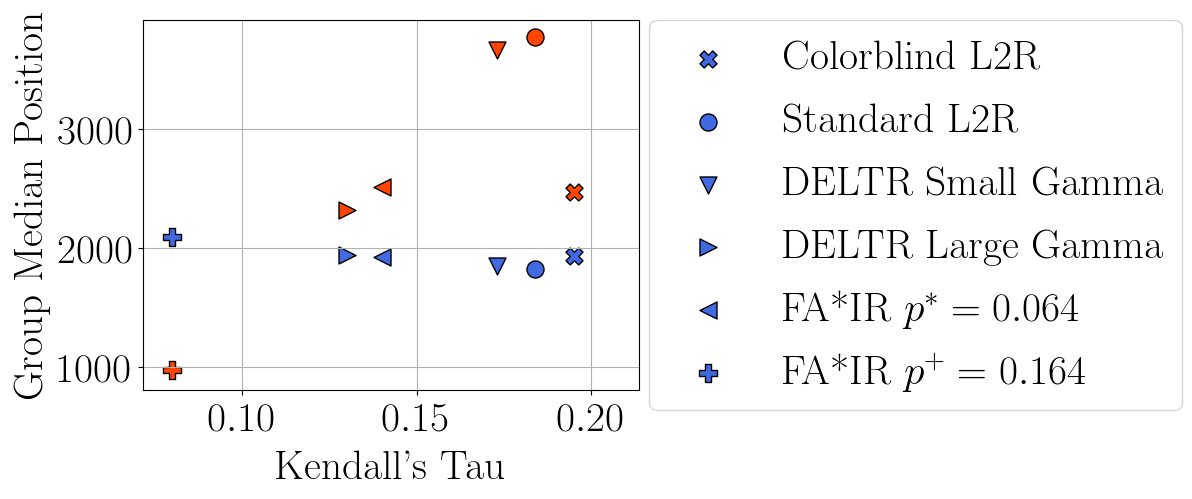 Group Median Position
3000
2000
1000
0.10 0.15 0.20
Kendall's Tau
Colorblind L2R
Standard L2R
DELTR Small Gamma
DELTR Large Gamma
FA*IR p* = 0.064
FA*IR p⁺ = 0.164